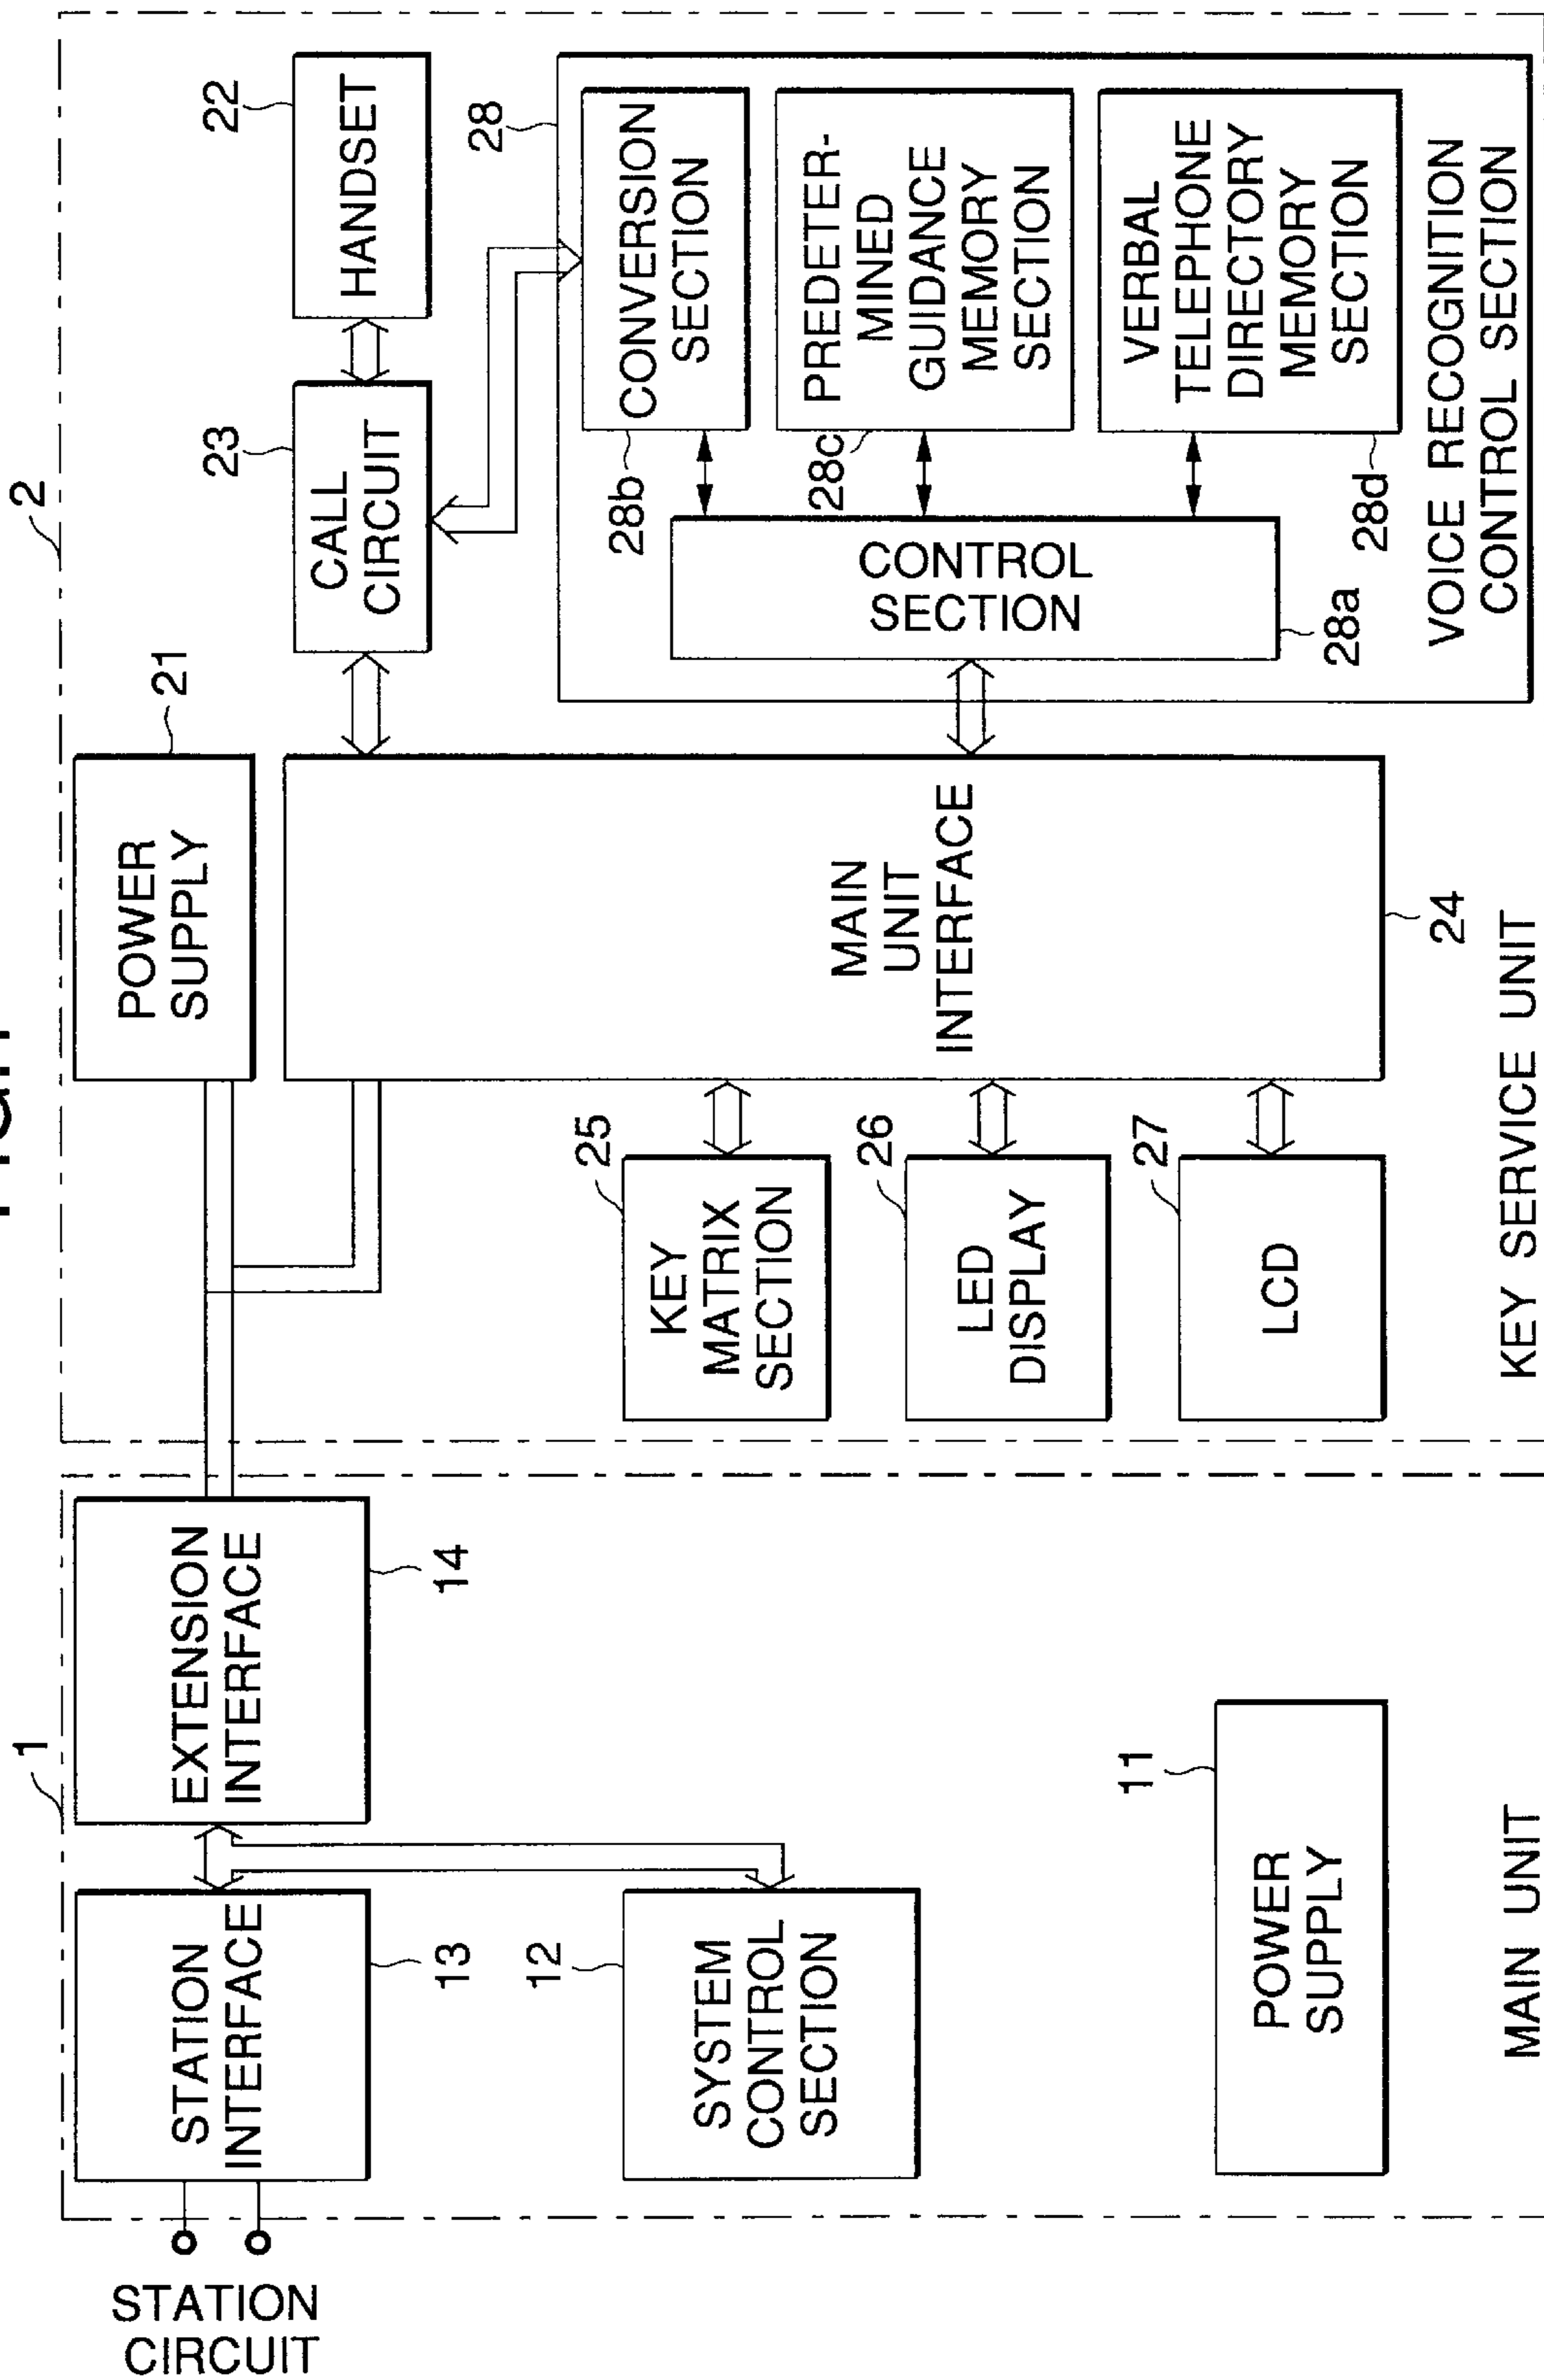 1
2
STATION
CIRCUIT
STATION
INTERFACE
13
EXTENSION
INTERFACE
14
SYSTEM
CONTROL
SECTION
12
POWER
SUPPLY
11
MAIN UNIT
POWER
SUPPLY
21
HANDSET
22
CALL
CIRCUIT
23
MAIN
UNIT
INTERFACE
24
KEY
MATRIX
SECTION
25
LED
DISPLAY
26
LCD
27
28
CONTROL
SECTION
28a
CONVERSION
SECTION
28b
PREDETER-
MINED
GUIDANCE
MEMORY
SECTION
28c
VERBAL
TELEPHONE
DIRECTORY
MEMORY
SECTION
28d
VOICE RECOGNITION
CONTROL SECTION
KEY SERVICE UNIT